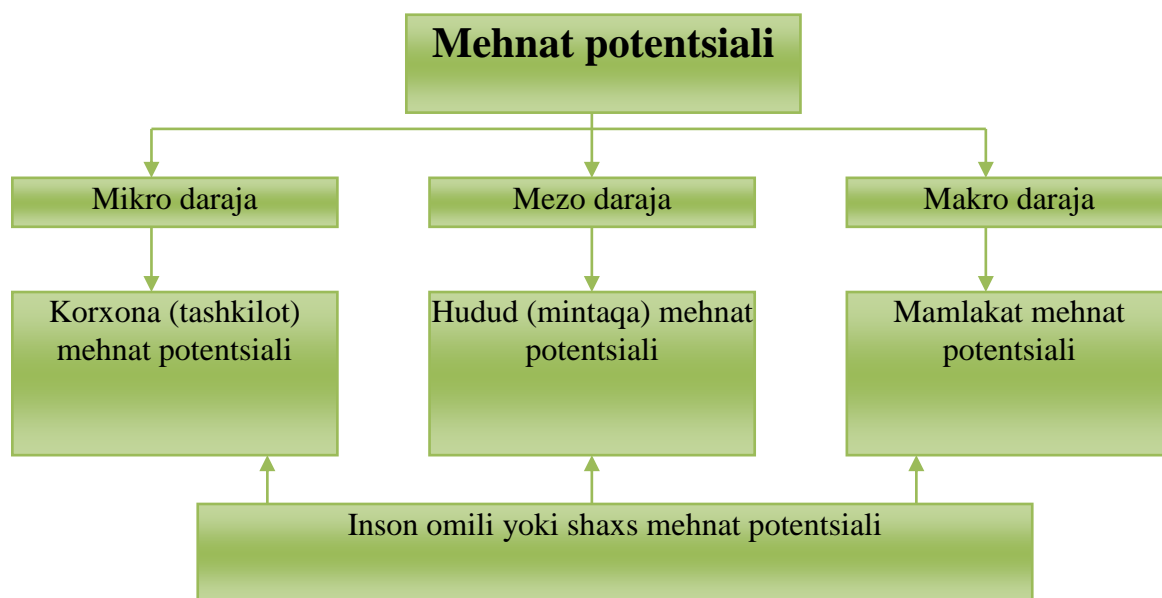 Mehnat potentsiali
Mikro daraja
Mezo daraja
Makro daraja
Korxona (tashkilot)
mehnat potentsiali
Hudud (mintaqa) mehnat
potentsiali
Mamlakat mehnat
potentsiali
Inson omili yoki shaxs mehnat potentsiali